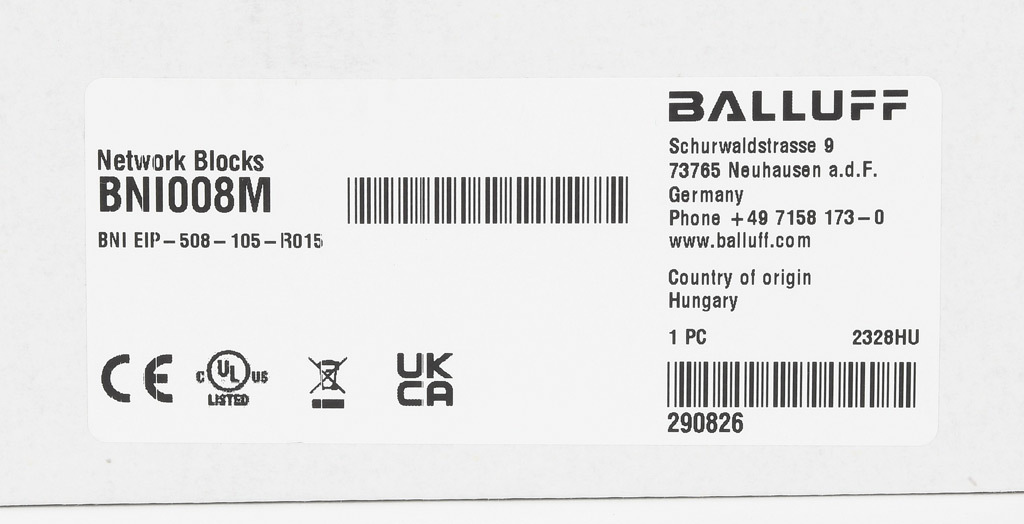 Network Blocks
BNI008M
BNI EIP-508-105-R015
CE
C UL US
LISTED
UK
CA
BALLUFF
Schurwaldstrasse 9
73765 Neuhausen a.d.F.
Germany
Phone +49 7158 173-0
www.balluff.com
Country of origin
Hungary
1 PC 2328HU
290826